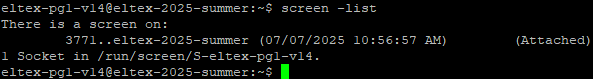 eltex-pg1-v14@eltex-2025-summer:~$ screen -list
There is a screen on:
        3771..eltex-2025-summer (07/07/2025 10:56:57 AM)        (Attached)
1 Socket in /run/screen/S-eltex-pg1-v14.
eltex-pg1-v14@eltex-2025-summer:~$